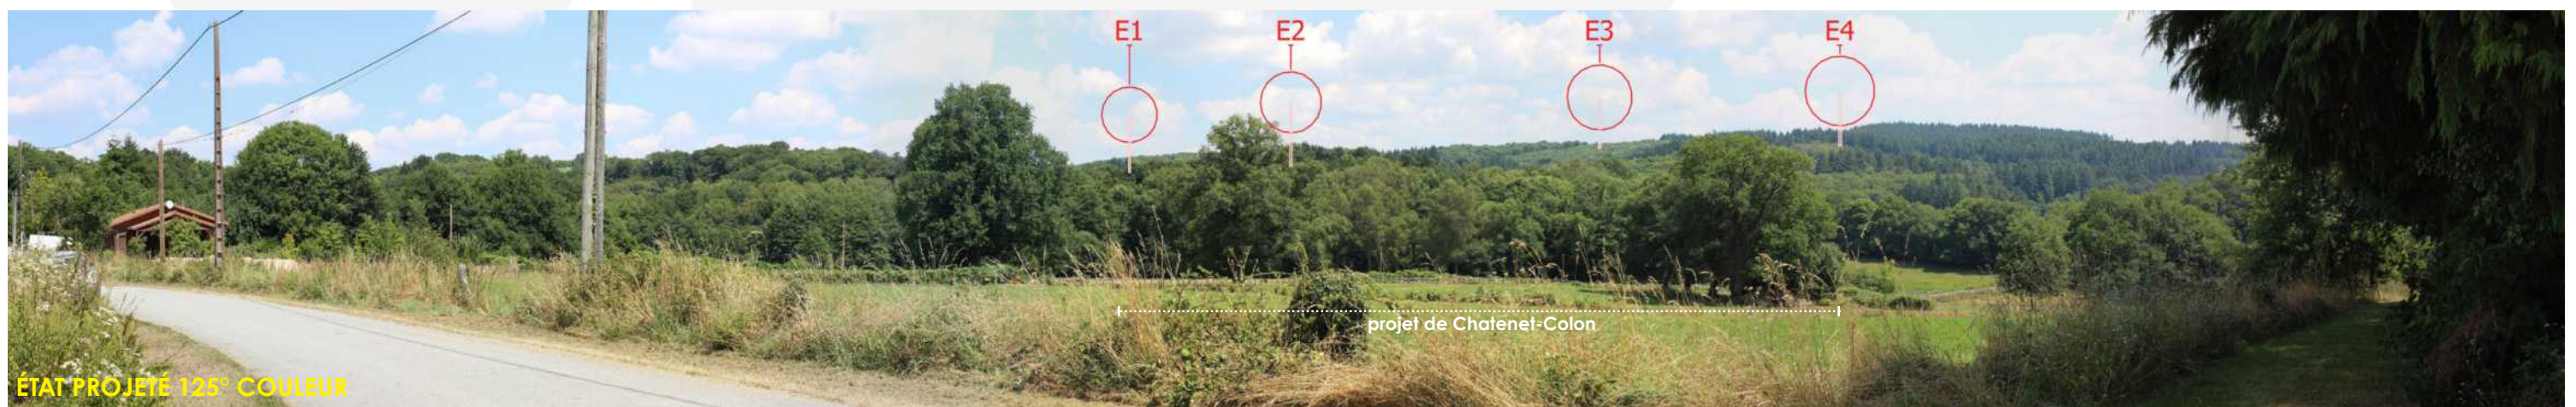 E1
E2
E3
E4
projet de Chatenet-Colon
ÉTAT PROJETÉ 125° COULEUR